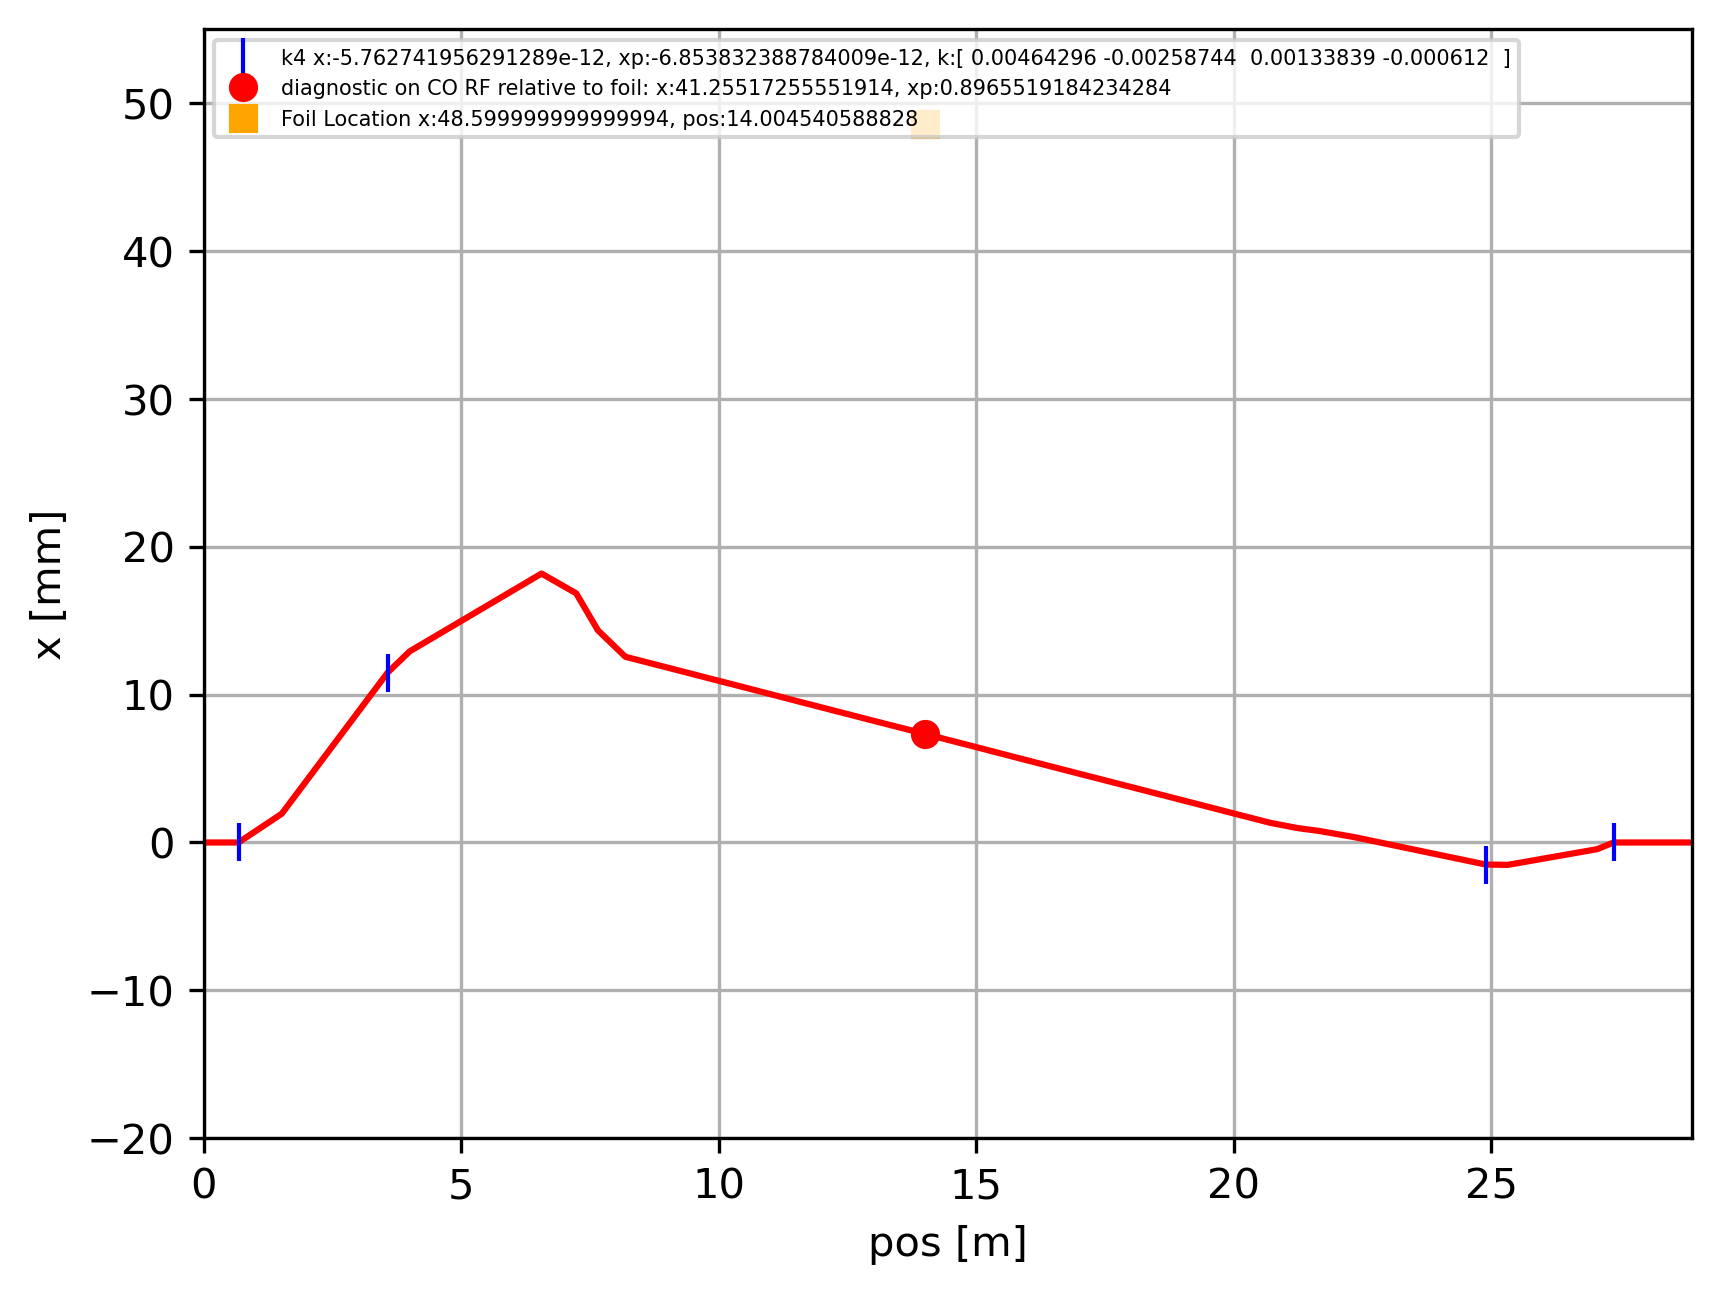 k4 x:-5.762741956291289e-12, xp:-6.853832388784009e-12, k:[ 0.00464296 -0.00258744  0.00133839 -0.000612  ]
diagnostic on CO RF relative to foil: x:41.25517255551914, xp:0.8965519184234284
Foil Location x:48.599999999999994, pos:14.004540588828
50
40
30
20
10
0
−10
−20
x [mm]
0 5 10 15 20 25
pos [m]